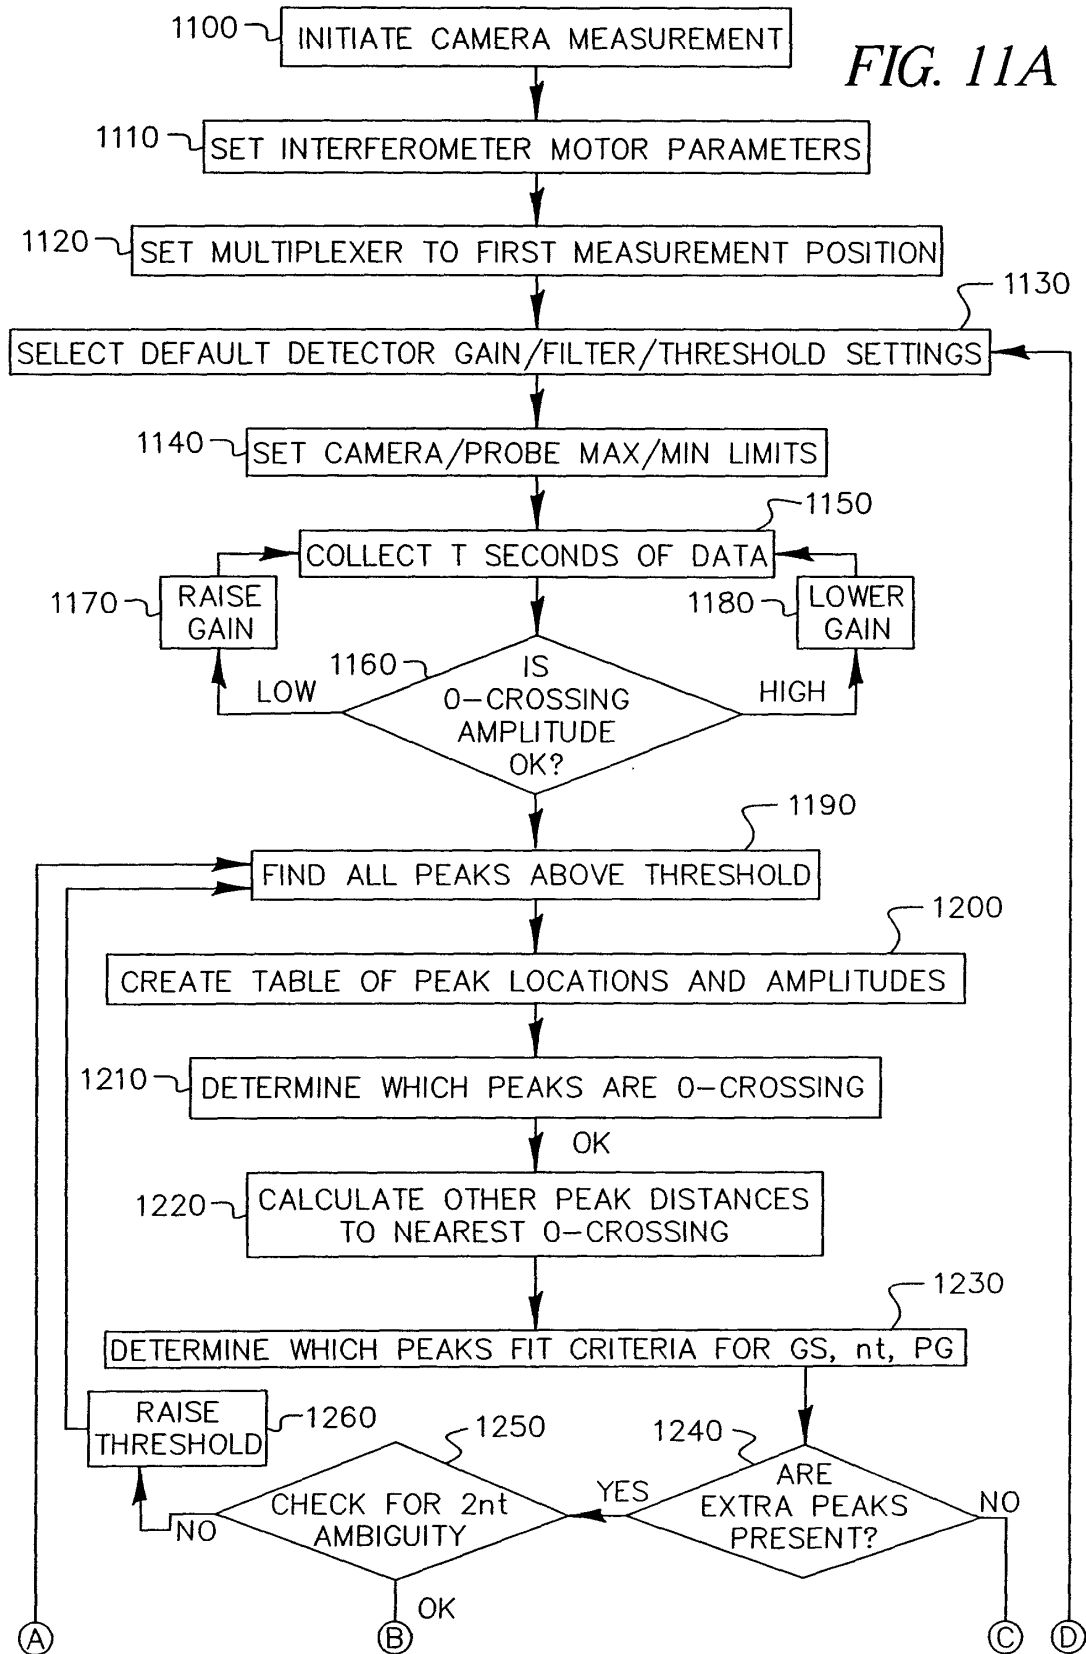 1100
INITIATE CAMERA MEASUREMENT
FIG. 11A
1110
SET INTERFEROMETER MOTOR PARAMETERS
1120
SET MULTIPLEXER TO FIRST MEASUREMENT POSITION
1130
SELECT DEFAULT DETECTOR GAIN/FILTER/THRESHOLD SETTINGS
1140
SET CAMERA/PROBE MAX/MIN LIMITS
1150
COLLECT T SECONDS OF DATA
1170
RAISE
GAIN
1180
LOWER
GAIN
1160
LOW
IS
0-CROSSING
AMPLITUDE
OK?
HIGH
1190
FIND ALL PEAKS ABOVE THRESHOLD
1200
CREATE TABLE OF PEAK LOCATIONS AND AMPLITUDES
1210
DETERMINE WHICH PEAKS ARE 0-CROSSING
OK
1220
CALCULATE OTHER PEAK DISTANCES
TO NEAREST 0-CROSSING
1230
DETERMINE WHICH PEAKS FIT CRITERIA FOR GS, nt, PG
RAISE
THRESHOLD
1260
1250
CHECK FOR 2nt
AMBIGUITY
NO
OK
1240
YES
ARE
EXTRA PEAKS
PRESENT?
NO
A
B
C
D